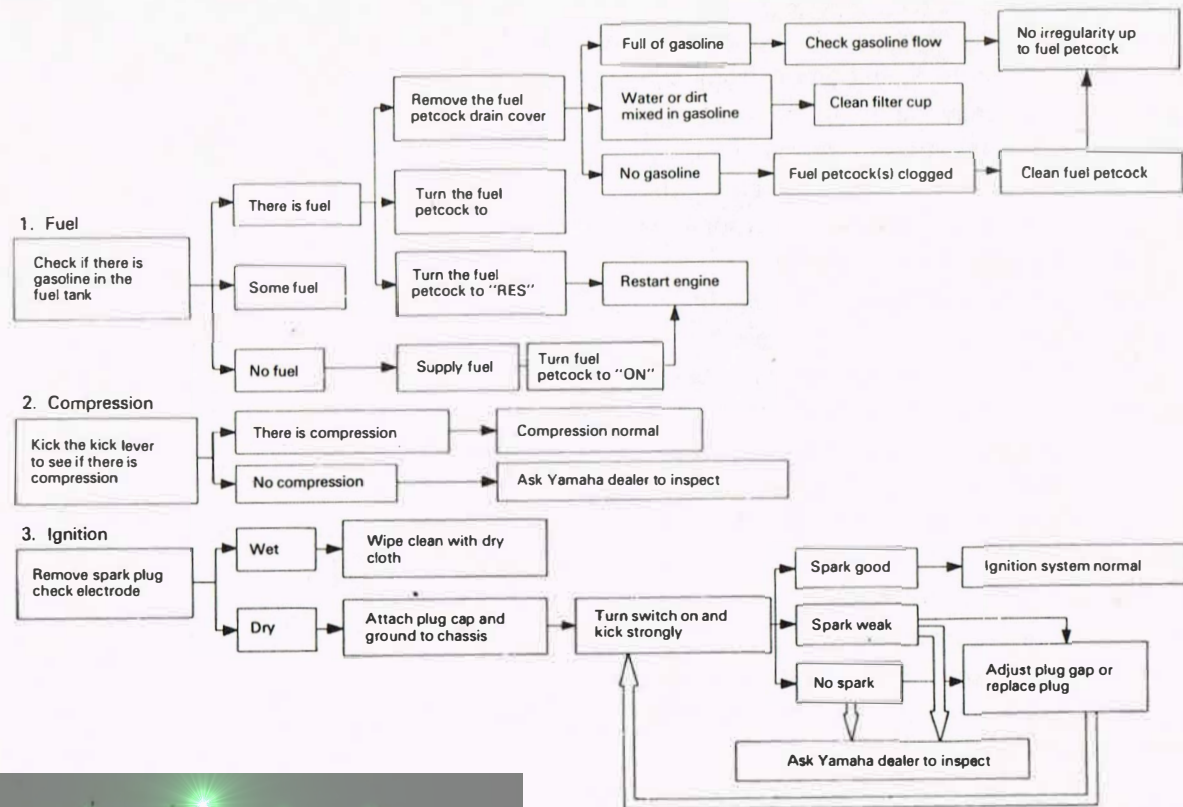 Full of gasoline
Check gasoline flow
No irregularity up
to fuel petcock
Remove the fuel
petcock drain cover
Water or dirt
mixed in gasoline
Clean filter cup
No gasoline
Fuel petcock(s) clogged
Clean fuel petcock
There is fuel
Turn the fuel
petcock to
1. Fuel
Check if there is
gasoline in the
fuel tank
Some fuel
Turn the fuel
petcock to "RES"
Restart engine
No fuel
Supply fuel
Turn fuel
petcock to "ON"
2. Compression
Kick the kick lever
to see if there is
compression
There is compression
Compression normal
No compression
Ask Yamaha dealer to inspect
3. Ignition
Remove spark plug
check electrode
Wet
Wipe clean with dry
cloth
Dry
Attach plug cap and
ground to chassis
Turn switch on and
kick strongly
Spark good
Ignition system normal
Spark weak
No spark
Adjust plug gap or
replace plug
Ask Yamaha dealer to inspect